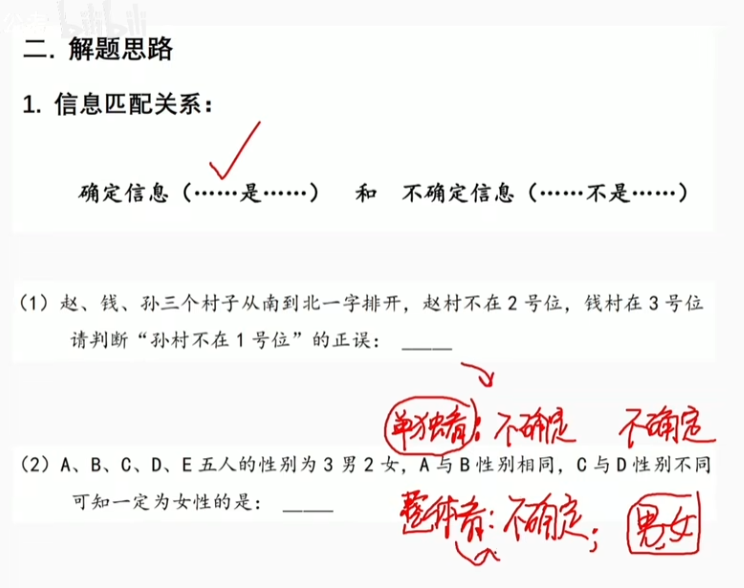 bilibili
二. 解题思路
1. 信息匹配关系：
确定信息（……是……） 和 不确定信息（……不是……）
（1）赵、钱、孙三个村子从南到北一字排开，赵村不在 2 号位，钱村在 3 号位
请判断“孙村不在 1 号位”的正误：____
单独看：不确定 不确定
（2）A、B、C、D、E 五人的性别为 3 男 2 女，A 与 B 性别相同，C 与 D 性别不同
可知一定为女性的是：____
整体看：不确定；男,女